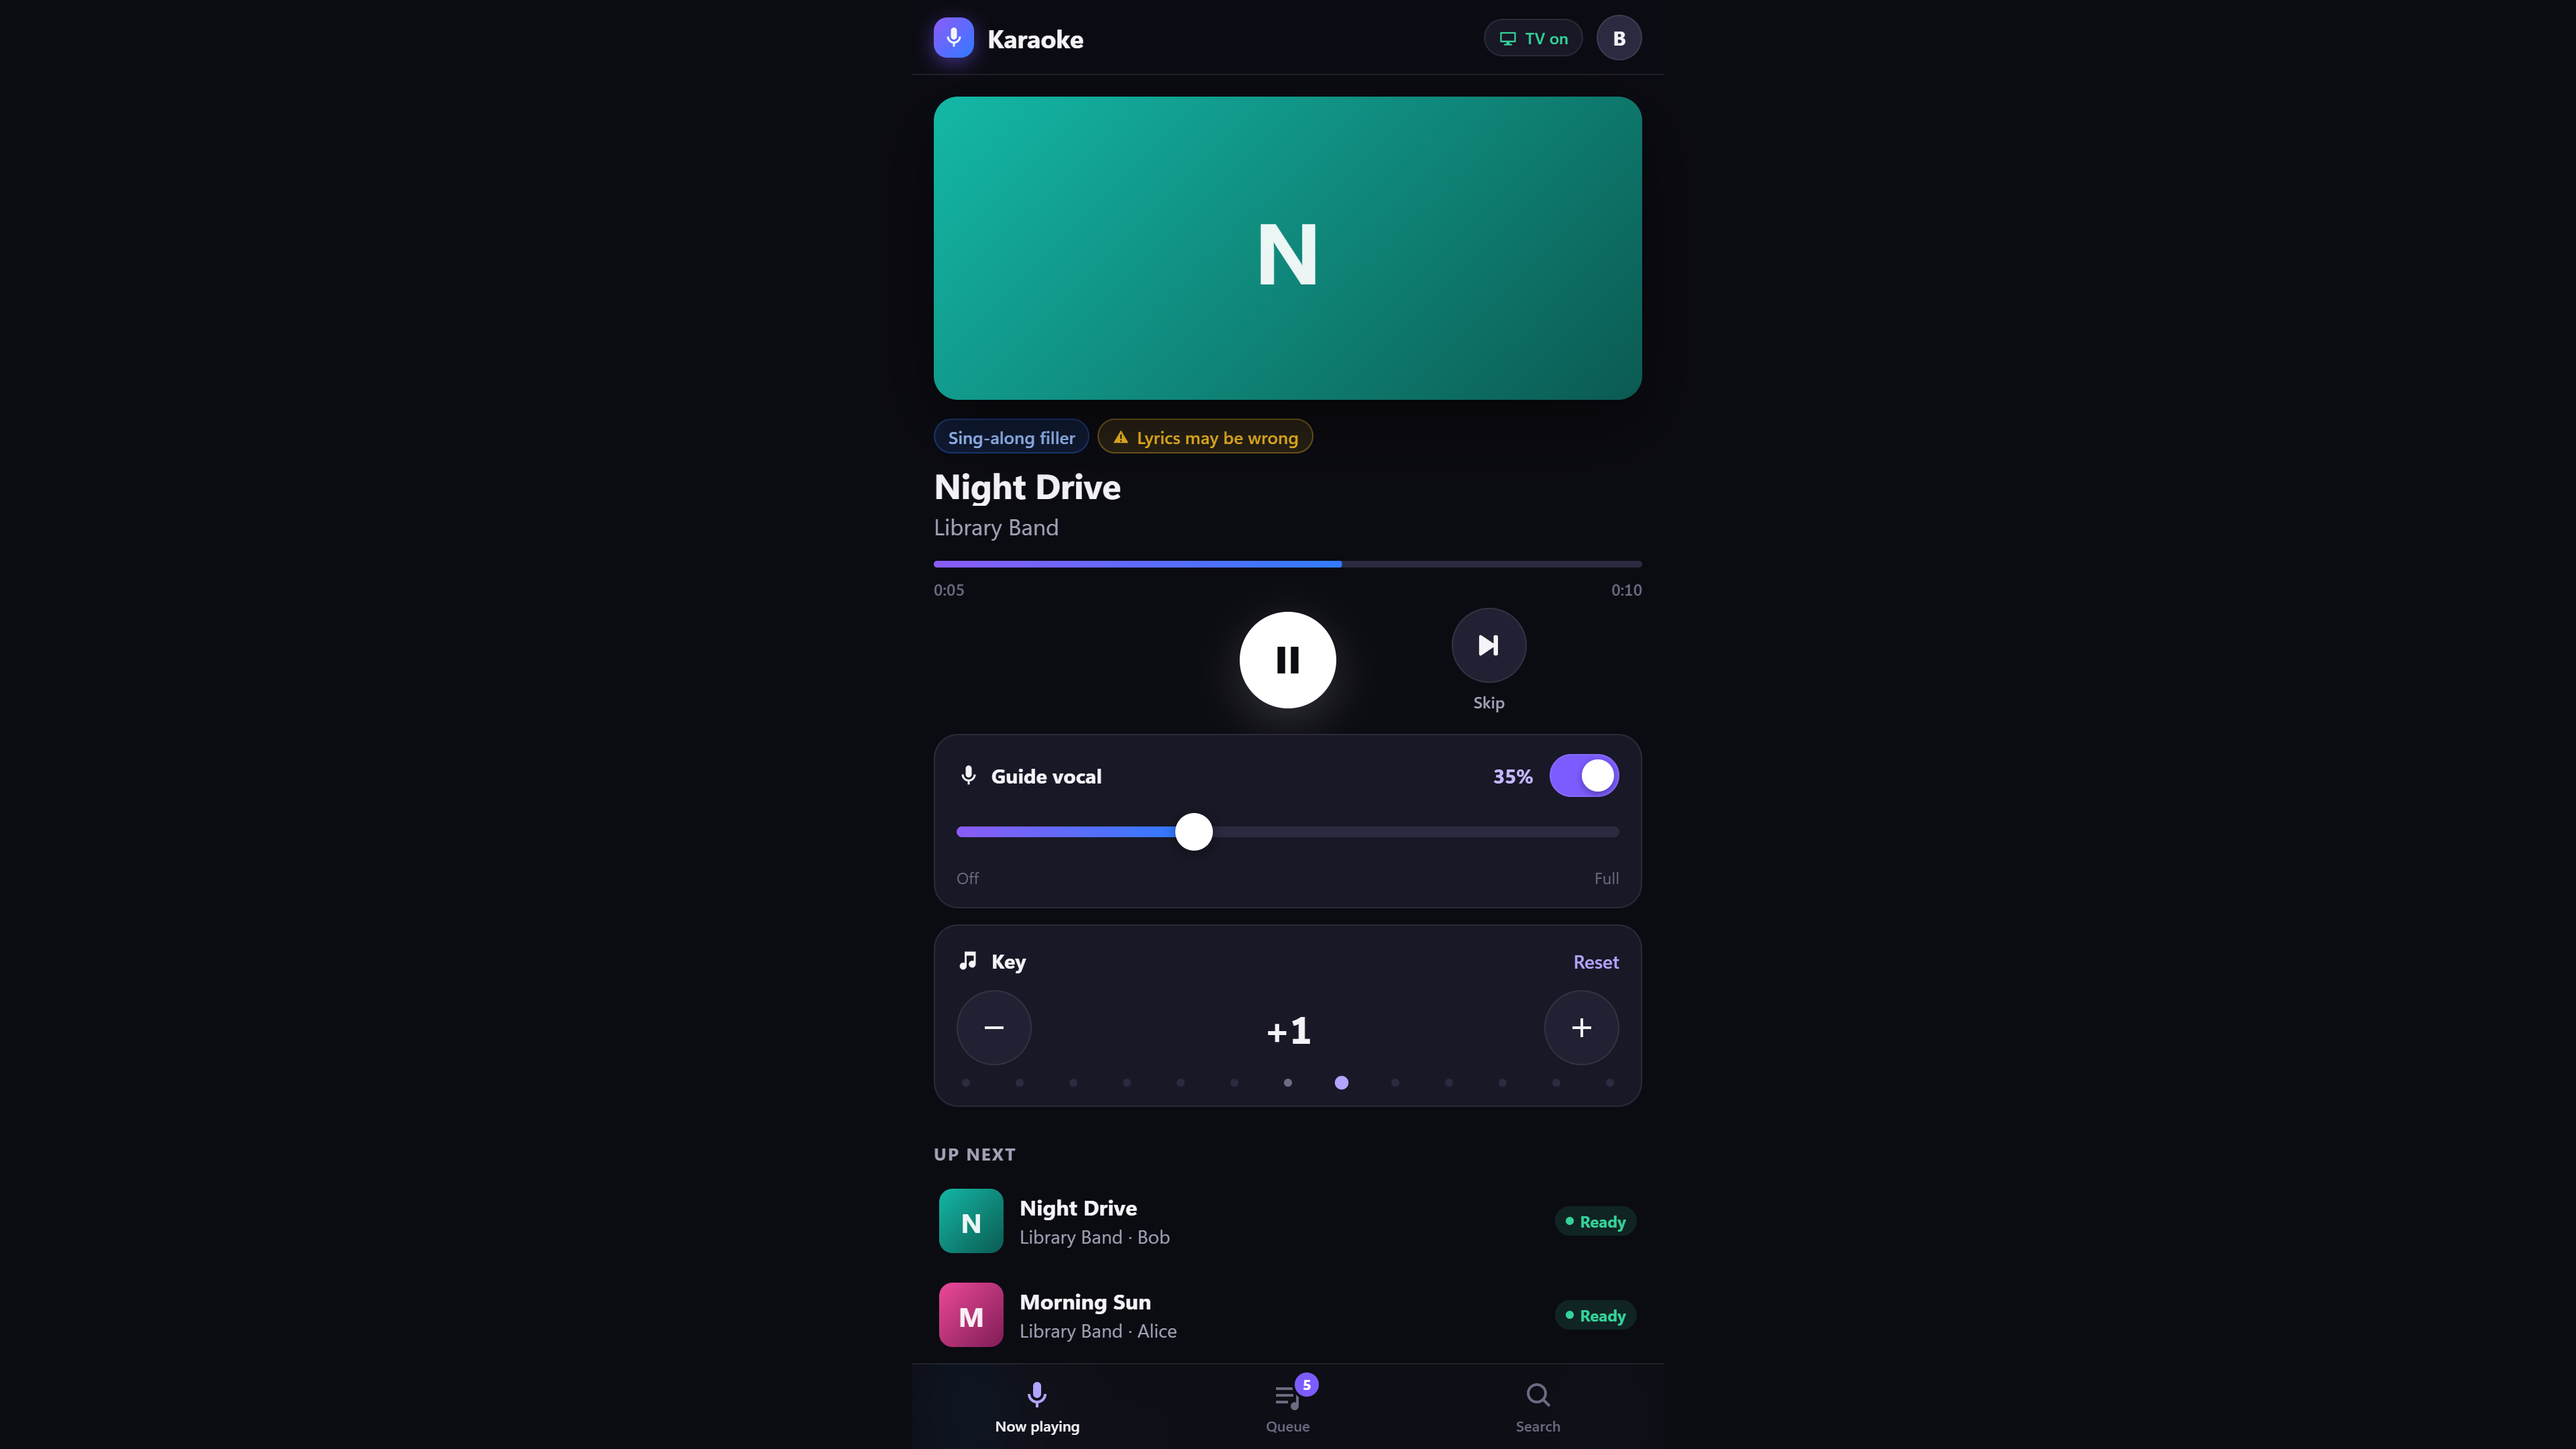 Karaoke
TV on
B
N
Sing-along filler
Lyrics may be wrong
Night Drive
Library Band
0:05
0:10
Skip
Guide vocal
35%
Off
Full
Key
Reset
+1
UP NEXT
N
Night Drive
Library Band · Bob
Ready
M
Morning Sun
Library Band · Alice
Ready
Now playing
5
Queue
Search